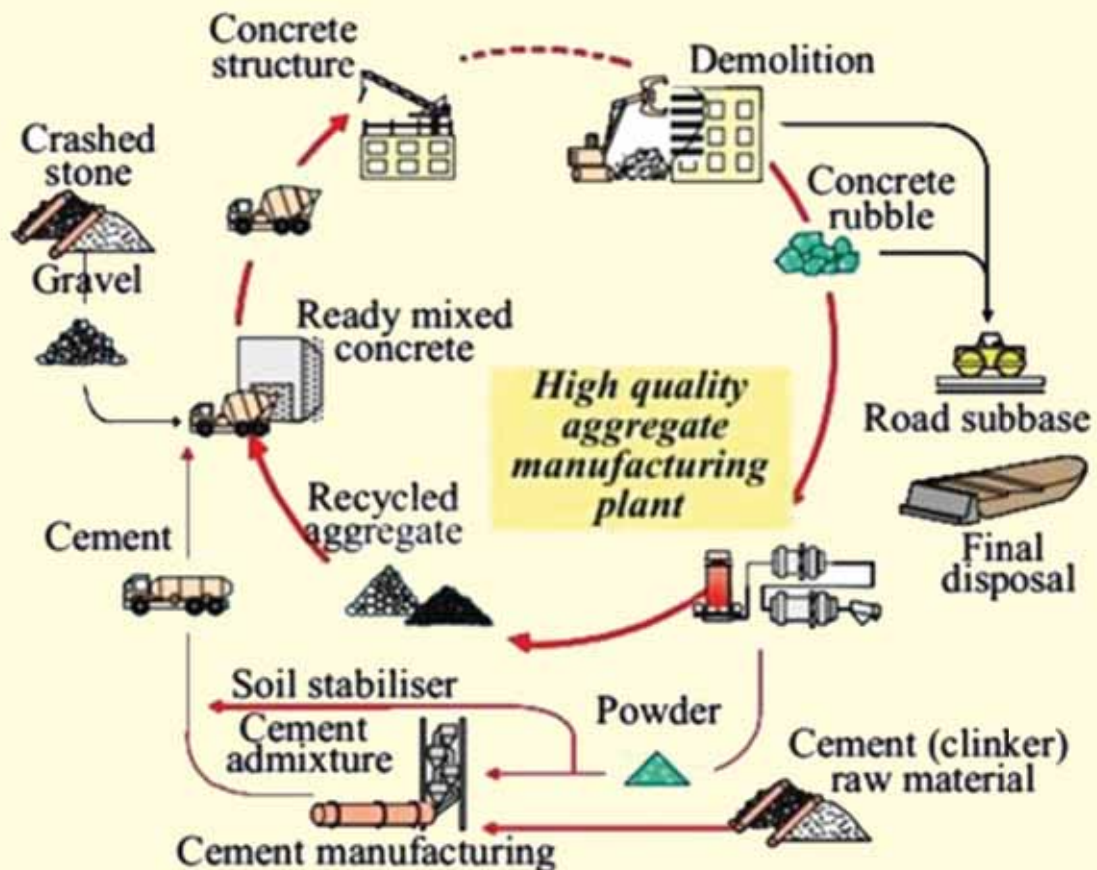 Concrete
structure
Demolition
Crashed
stone
Concrete
rubble
Gravel
Ready mixed
concrete
High quality
aggregate
manufacturing
plant
Road subbase
Recycled
aggregate
Cement
Final
disposal
Soil stabiliser
Powder
Cement
admixture
Cement (clinker)
raw material
Cement manufacturing